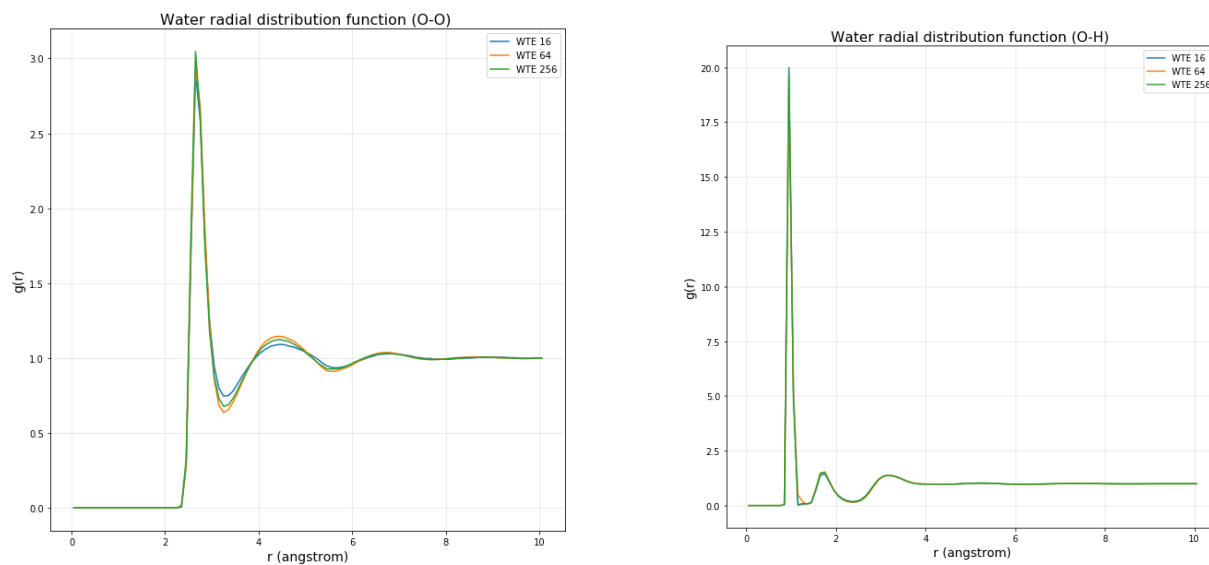 Water radial distribution function (O-O)
WTE 16
WTE 64
WTE 256
3.0
2.5
2.0
1.5
1.0
0.5
0.0
g(r)
0 2 4 6 8 10
r (angstrom)
Water radial distribution function (O-H)
WTE 16
WTE 64
WTE 256
20.0
17.5
15.0
12.5
10.0
7.5
5.0
2.5
0.0
g(r)
0 2 4 6 8 10
r (angstrom)